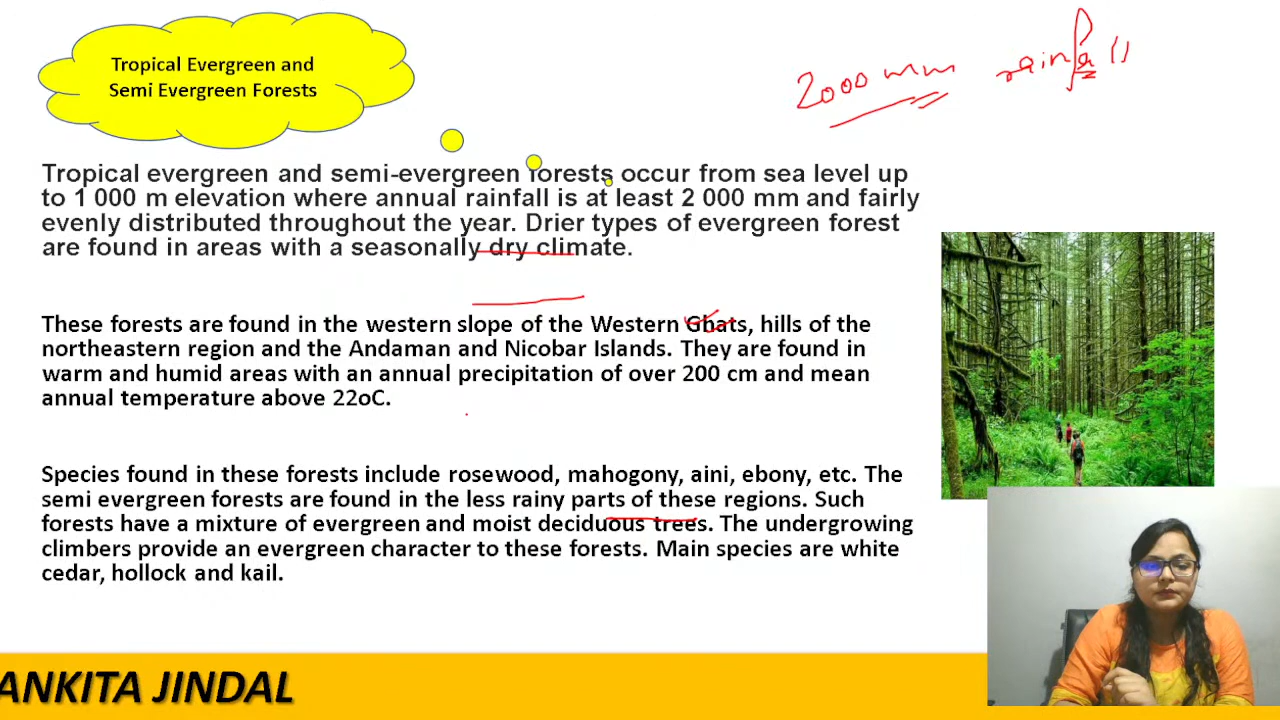 Tropical Evergreen and
Semi Evergreen Forests
2000 mm rainfall
Tropical evergreen and semi-evergreen forests occur from sea level up
to 1 000 m elevation where annual rainfall is at least 2 000 mm and fairly
evenly distributed throughout the year. Drier types of evergreen forest
are found in areas with a seasonally dry climate.
These forests are found in the western slope of the Western Ghats, hills of the
northeastern region and the Andaman and Nicobar Islands. They are found in
warm and humid areas with an annual precipitation of over 200 cm and mean
annual temperature above 22oC.
Species found in these forests include rosewood, mahogony, aini, ebony, etc. The
semi evergreen forests are found in the less rainy parts of these regions. Such
forests have a mixture of evergreen and moist deciduous trees. The undergrowing
climbers provide an evergreen character to these forests. Main species are white
cedar, hollock and kail.
ANKITA JINDAL